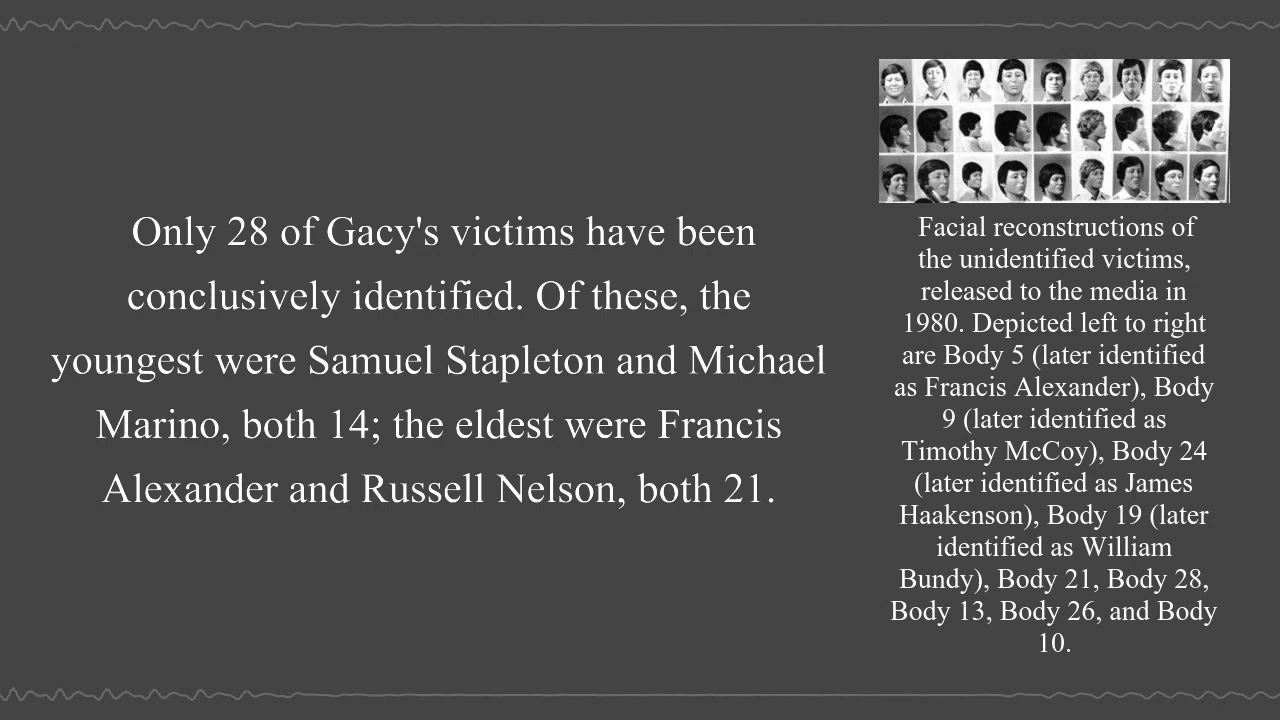 Only 28 of Gacy's victims have been
conclusively identified. Of these, the
youngest were Samuel Stapleton and Michael
Marino, both 14; the eldest were Francis
Alexander and Russell Nelson, both 21.
Facial reconstructions of
the unidentified victims,
released to the media in
1980. Depicted left to right
are Body 5 (later identified
as Francis Alexander), Body
9 (later identified as
Timothy McCoy), Body 24
(later identified as James
Haakenson), Body 19 (later
identified as William
Bundy), Body 21, Body 28,
Body 13, Body 26, and Body
10.